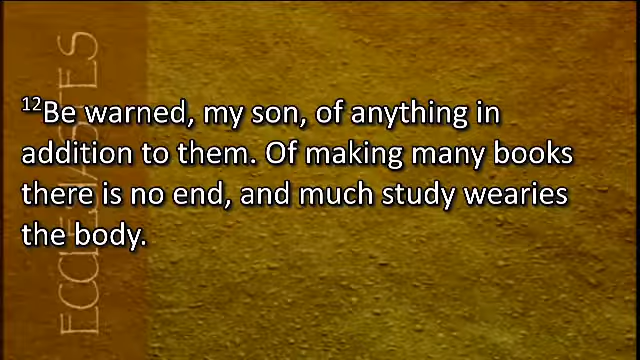 ECCLESIASTES
¹²Be warned, my son, of anything in
addition to them. Of making many books
there is no end, and much study wearies
the body.